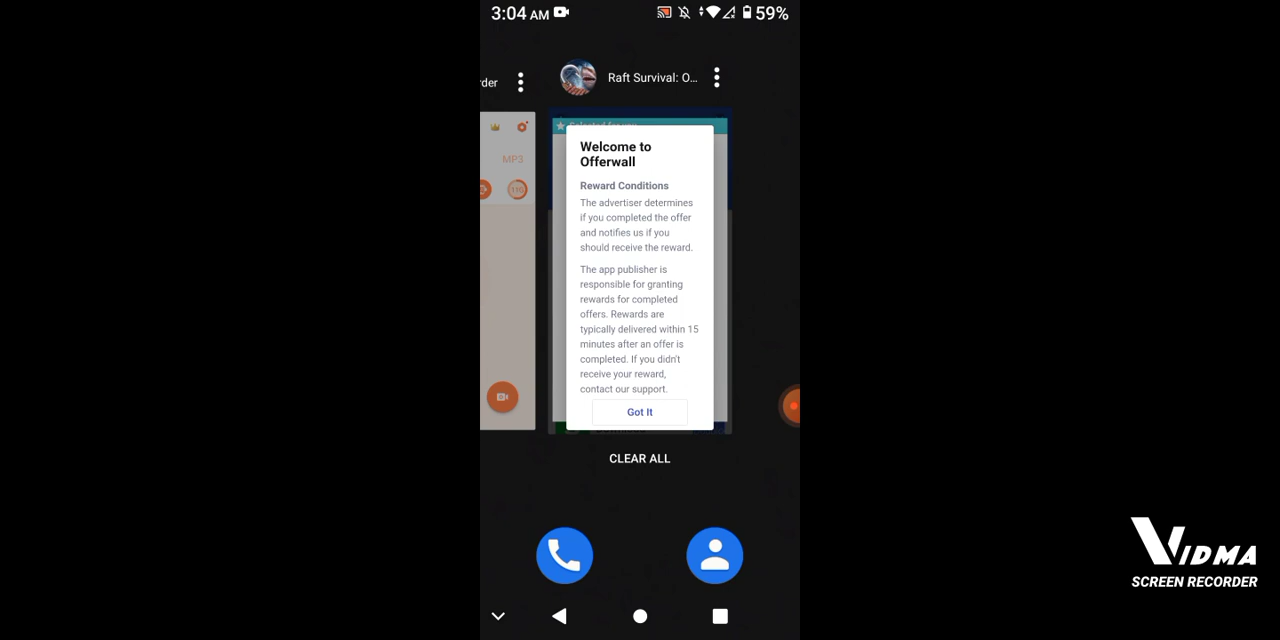 3:04 AM
59%
rder
Raft Survival: O...
MP3
Welcome to
Offerwall
Reward Conditions
The advertiser determines
if you completed the offer
and notifies us if you
should receive the reward.
The app publisher is
responsible for granting
rewards for completed
offers. Rewards are
typically delivered within 15
minutes after an offer is
completed. If you didn't
receive your reward,
contact our support.
Got It
CLEAR ALL
VIDMA
SCREEN RECORDER